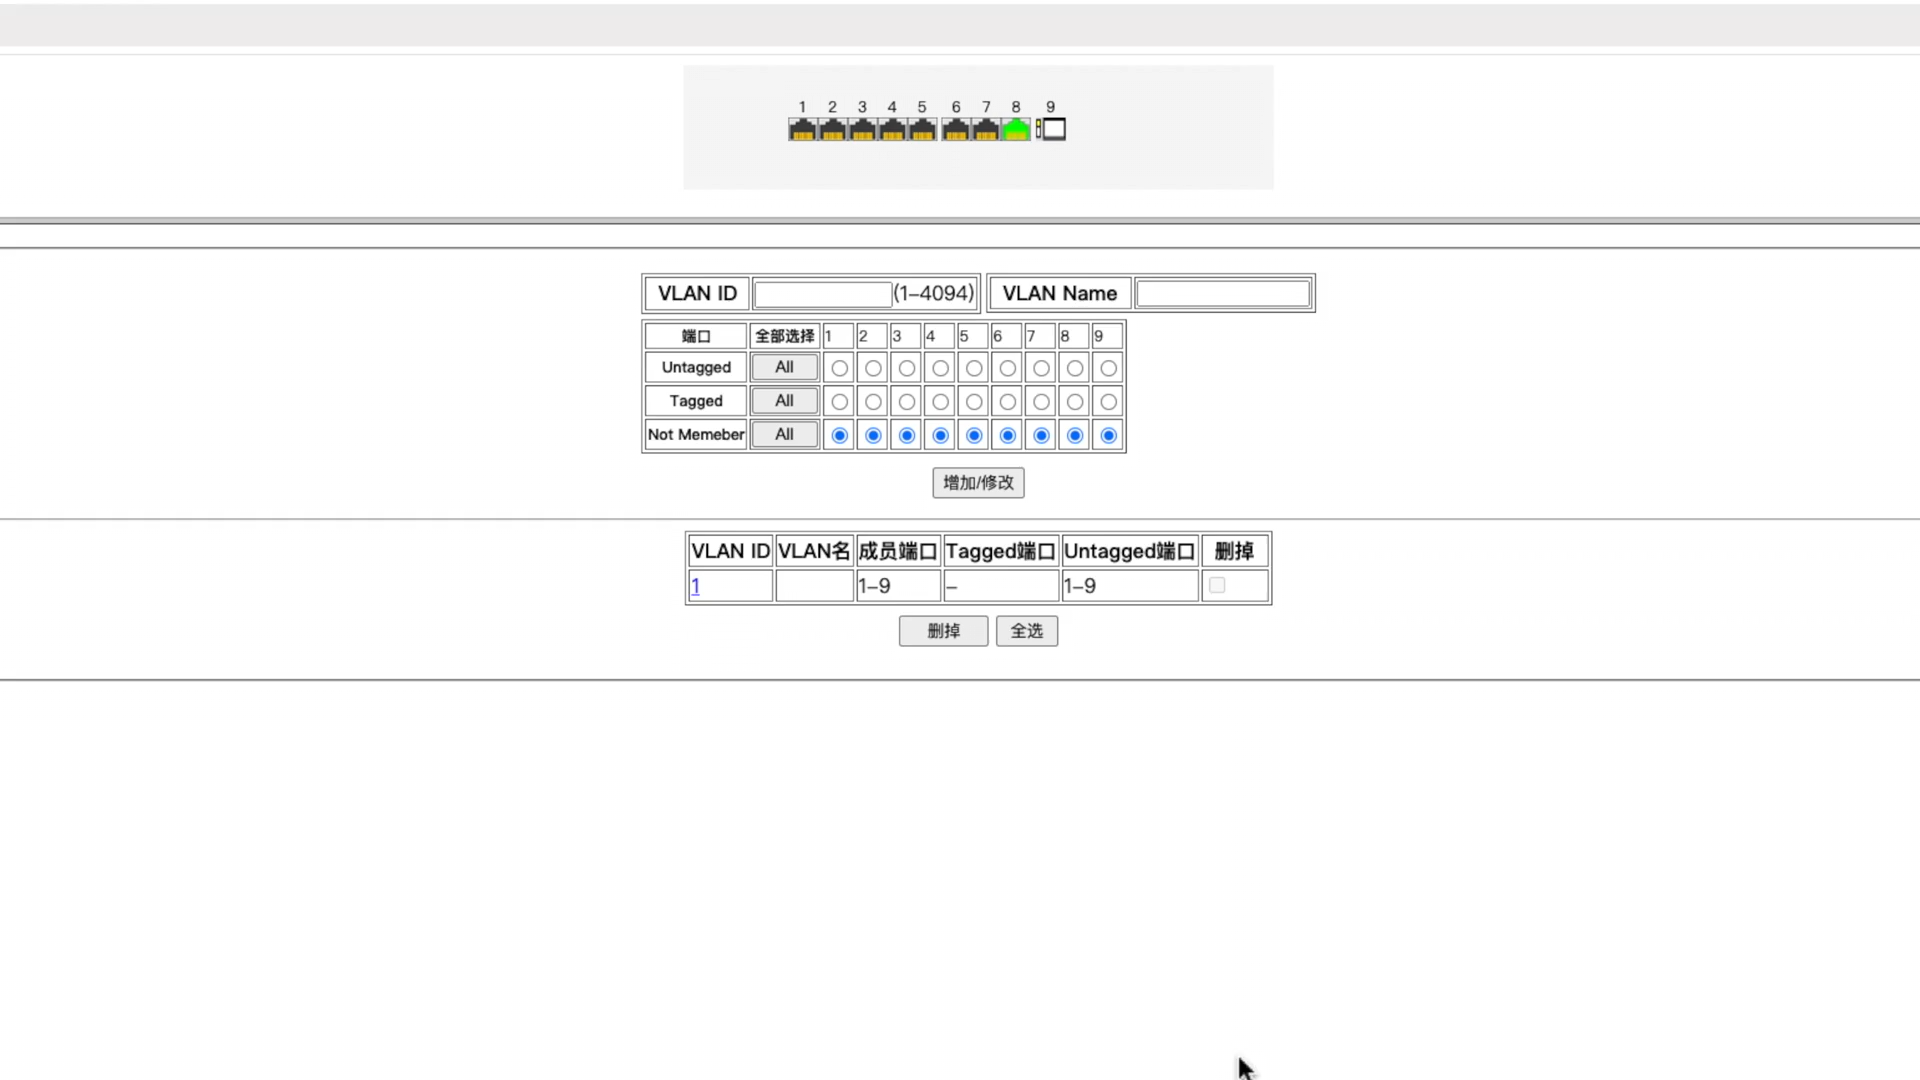 1 2 3 4 5 6 7 8 9
VLAN ID (1–4094) VLAN Name
端口 全部选择 1 2 3 4 5 6 7 8 9
Untagged All
Tagged All
Not Memeber All
增加/修改
VLAN ID VLAN名 成员端口 Tagged端口 Untagged端口 删掉
1 1–9 – 1–9
删掉 全选